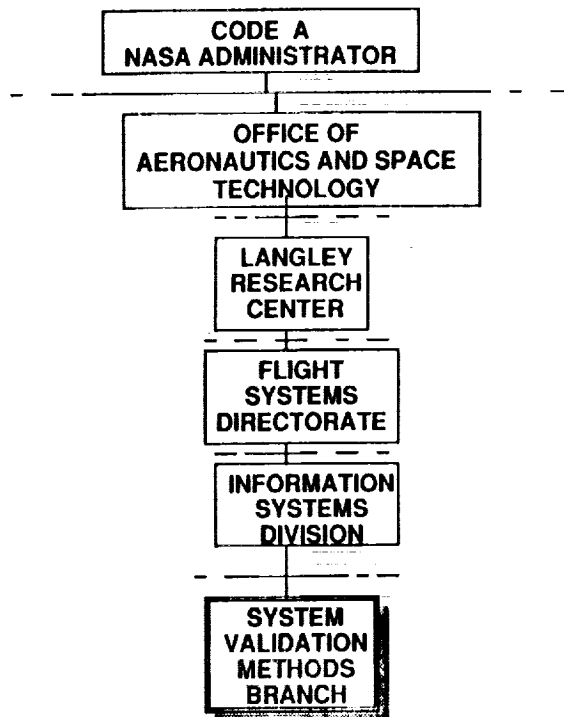 CODE A
NASA ADMINISTRATOR
OFFICE OF
AERONAUTICS AND SPACE
TECHNOLOGY
LANGLEY
RESEARCH
CENTER
FLIGHT
SYSTEMS
DIRECTORATE
INFORMATION
SYSTEMS
DIVISION
SYSTEM
VALIDATION
METHODS
BRANCH